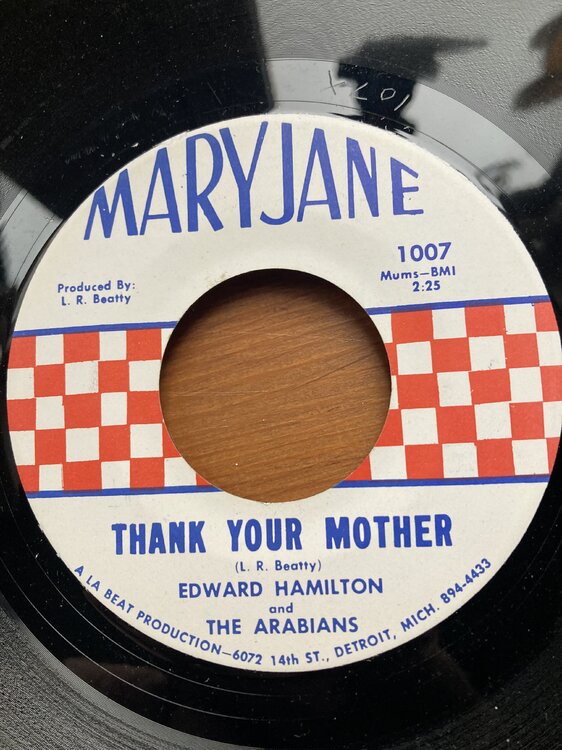 MARYJANE
1007
Mums—BMI
2:25
Produced By:
L. R. Beatty
THANK YOUR MOTHER
(L. R. Beatty)
EDWARD HAMILTON
and
THE ARABIANS
A LA BEAT PRODUCTION—6072 14th ST., DETROIT, MICH. 894-4433